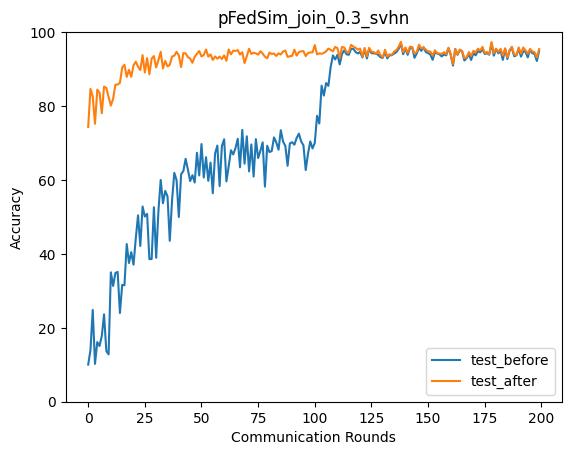 pFedSim_join_0.3_svhn
100
80
60
40
20
0
Accuracy
0 25 50 75 100 125 150 175 200
Communication Rounds
test_before
test_after